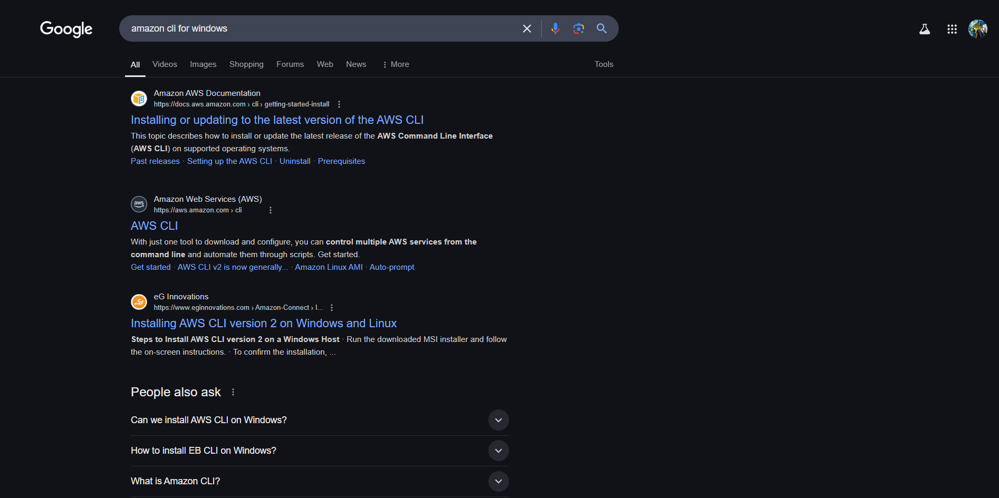 Google
amazon cli for windows
All Videos Images Shopping Forums Web News More Tools
Amazon AWS Documentation
https://docs.aws.amazon.com › cli › getting-started-install
Installing or updating to the latest version of the AWS CLI
This topic describes how to install or update the latest release of the AWS Command Line Interface
(AWS CLI) on supported operating systems.
Past releases · Setting up the AWS CLI · Uninstall · Prerequisites
aws
Amazon Web Services (AWS)
https://aws.amazon.com › cli
AWS CLI
With just one tool to download and configure, you can control multiple AWS services from the
command line and automate them through scripts. Get started.
Get started · AWS CLI v2 is now generally... · Amazon Linux AMI · Auto-prompt
eG Innovations
https://www.eginnovations.com › Amazon-Connect › I...
Installing AWS CLI version 2 on Windows and Linux
Steps to Install AWS CLI version 2 on a Windows Host · Run the downloaded MSI installer and follow
the on-screen instructions. · To confirm the installation, ...
People also ask
Can we install AWS CLI on Windows?
How to install EB CLI on Windows?
What is Amazon CLI?